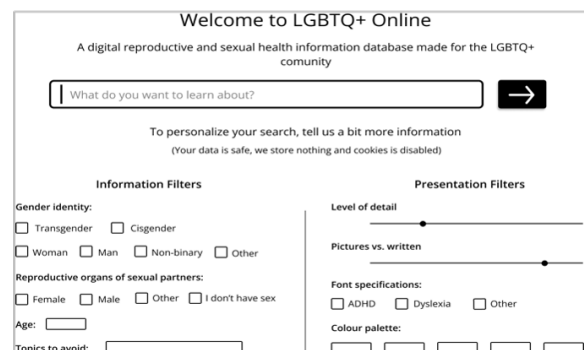 Welcome to LGBTQ+ Online
A digital reproductive and sexual health information database made for the LGBTQ+
comunity
What do you want to learn about?
To personalize your search, tell us a bit more information
(Your data is safe, we store nothing and cookies is disabled)
Information Filters
Gender identity:
Transgender Cisgender
Woman Man Non-binary Other
Reproductive organs of sexual partners:
Female Male Other I don't have sex
Age:
Topics to avoid:
Presentation Filters
Level of detail
Pictures vs. written
Font specifications:
ADHD Dyslexia Other
Colour palette: